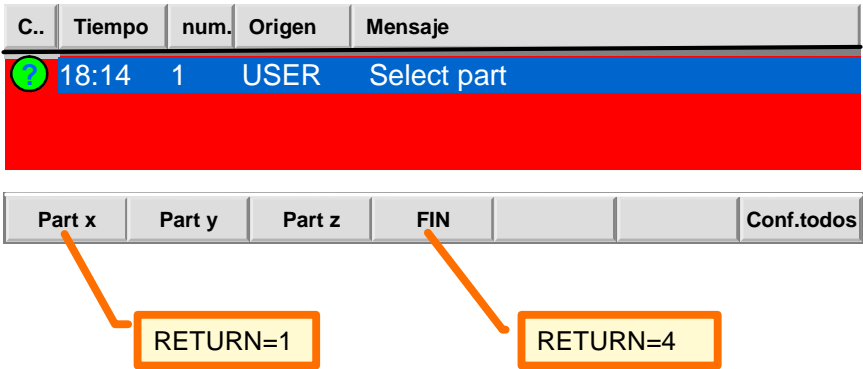 C.. Tiempo num. Origen Mensaje
? 18:14 1 USER Select part
Part x Part y Part z FIN Conf.todos
RETURN=1 RETURN=4